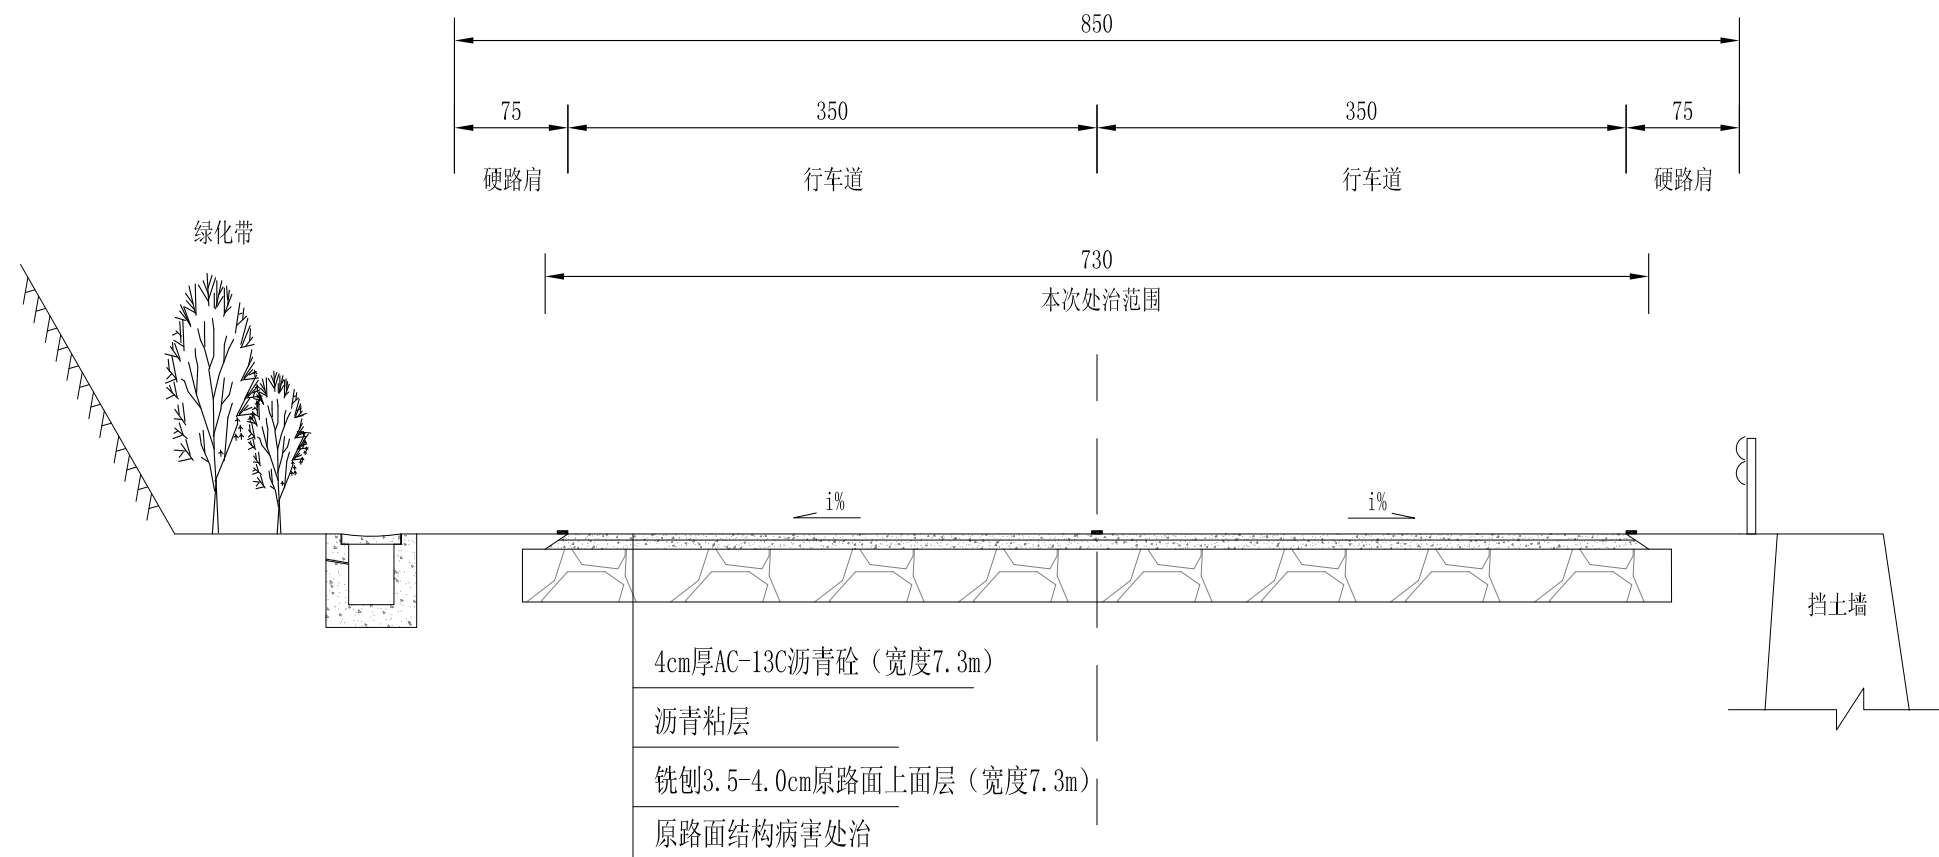 850
75
350
350
75
硬路肩
行车道
行车道
硬路肩
绿化带
730
本次处治范围
i%
i%
挡土墙
4cm厚AC-13C沥青砼（宽度7.3m）
沥青粘层
铣刨3.5-4.0cm原路面上面层（宽度7.3m）
原路面结构病害处治